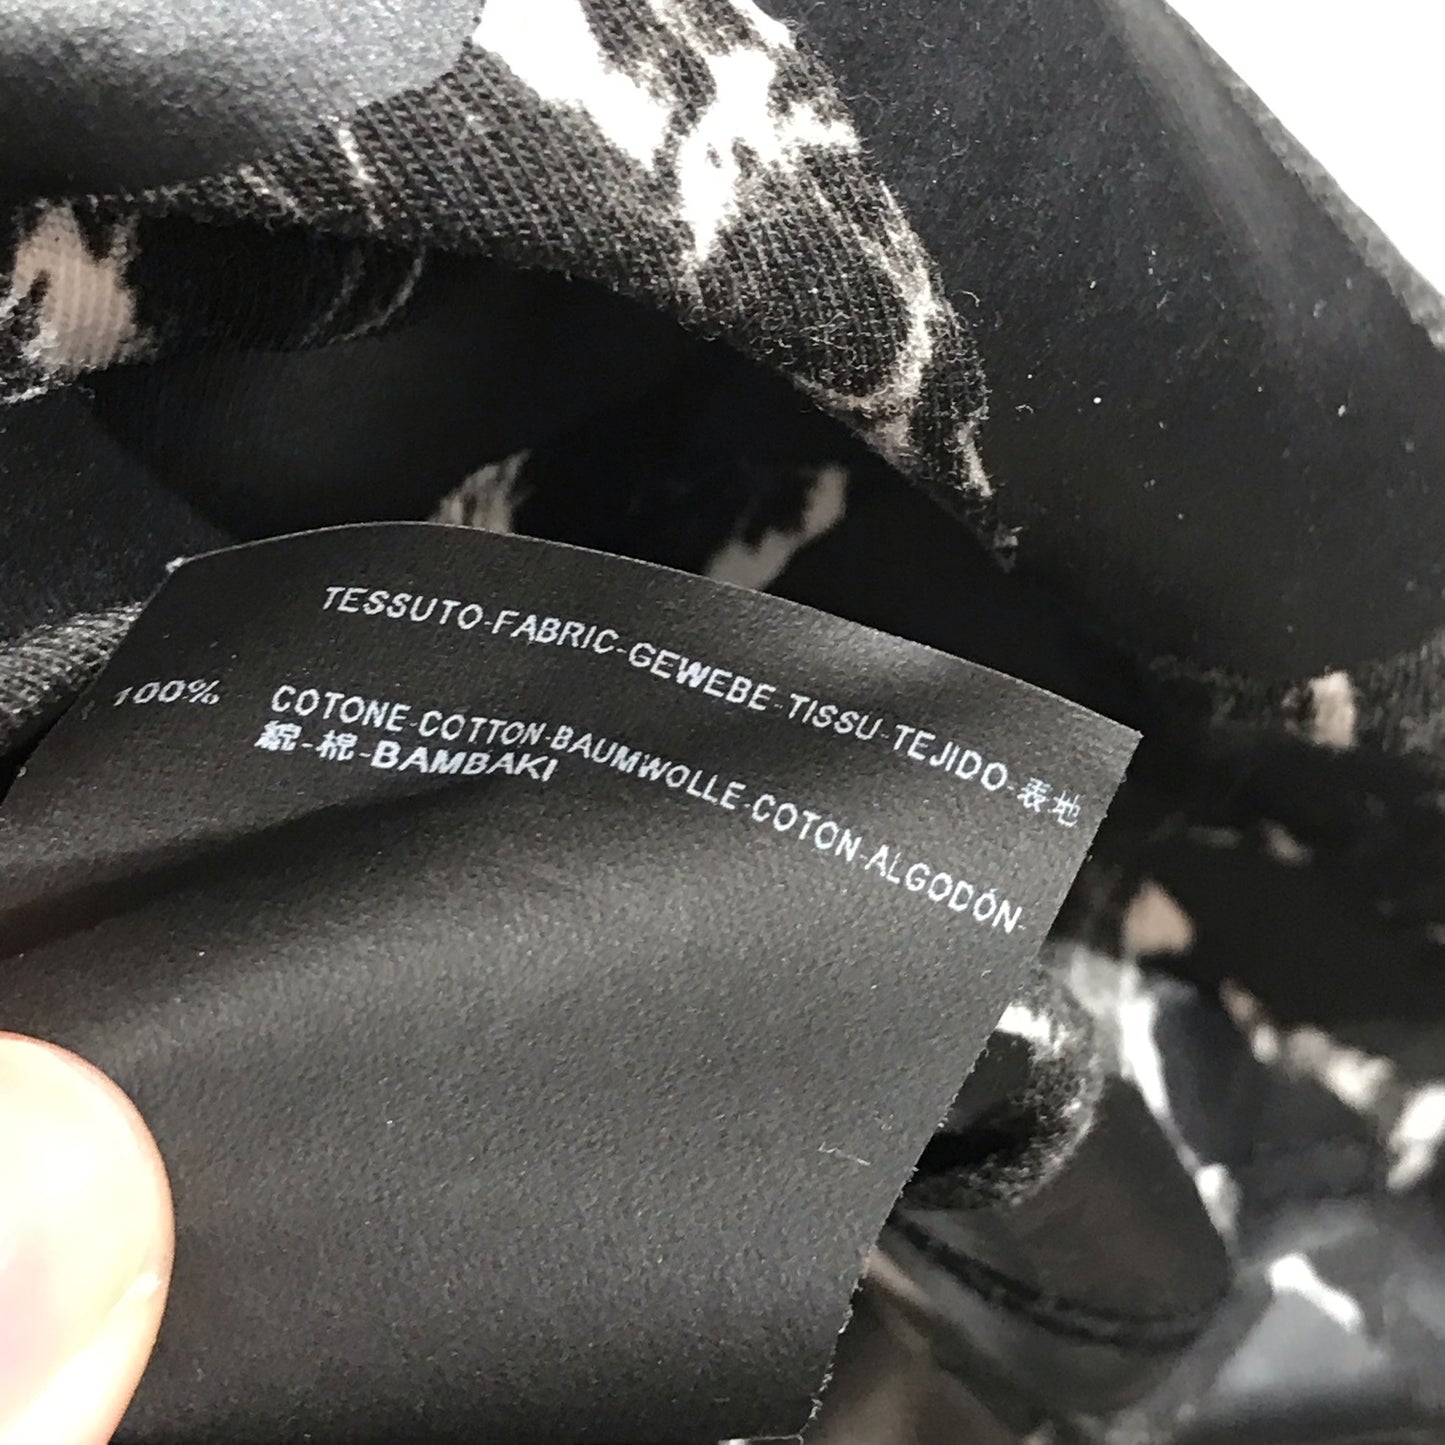 TESSUTO-FABRIC-GEWEBE-TISSU-TEJIDO-表地
100% COTONE-COTTON-BAUMWOLLE-COTON-ALGODÓN-
綿-棉-BAMBAKI